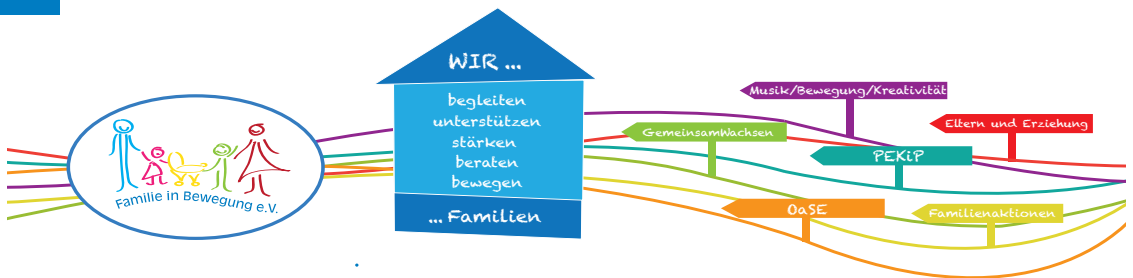 Familie in Bewegung e.V.
WIR ...
begleiten
unterstützen
stärken
beraten
bewegen
... Familien
Musik/Bewegung/Kreativität
GemeinsamWachsen
Eltern und Erziehung
PEKiP
OaSE
Familienaktionen